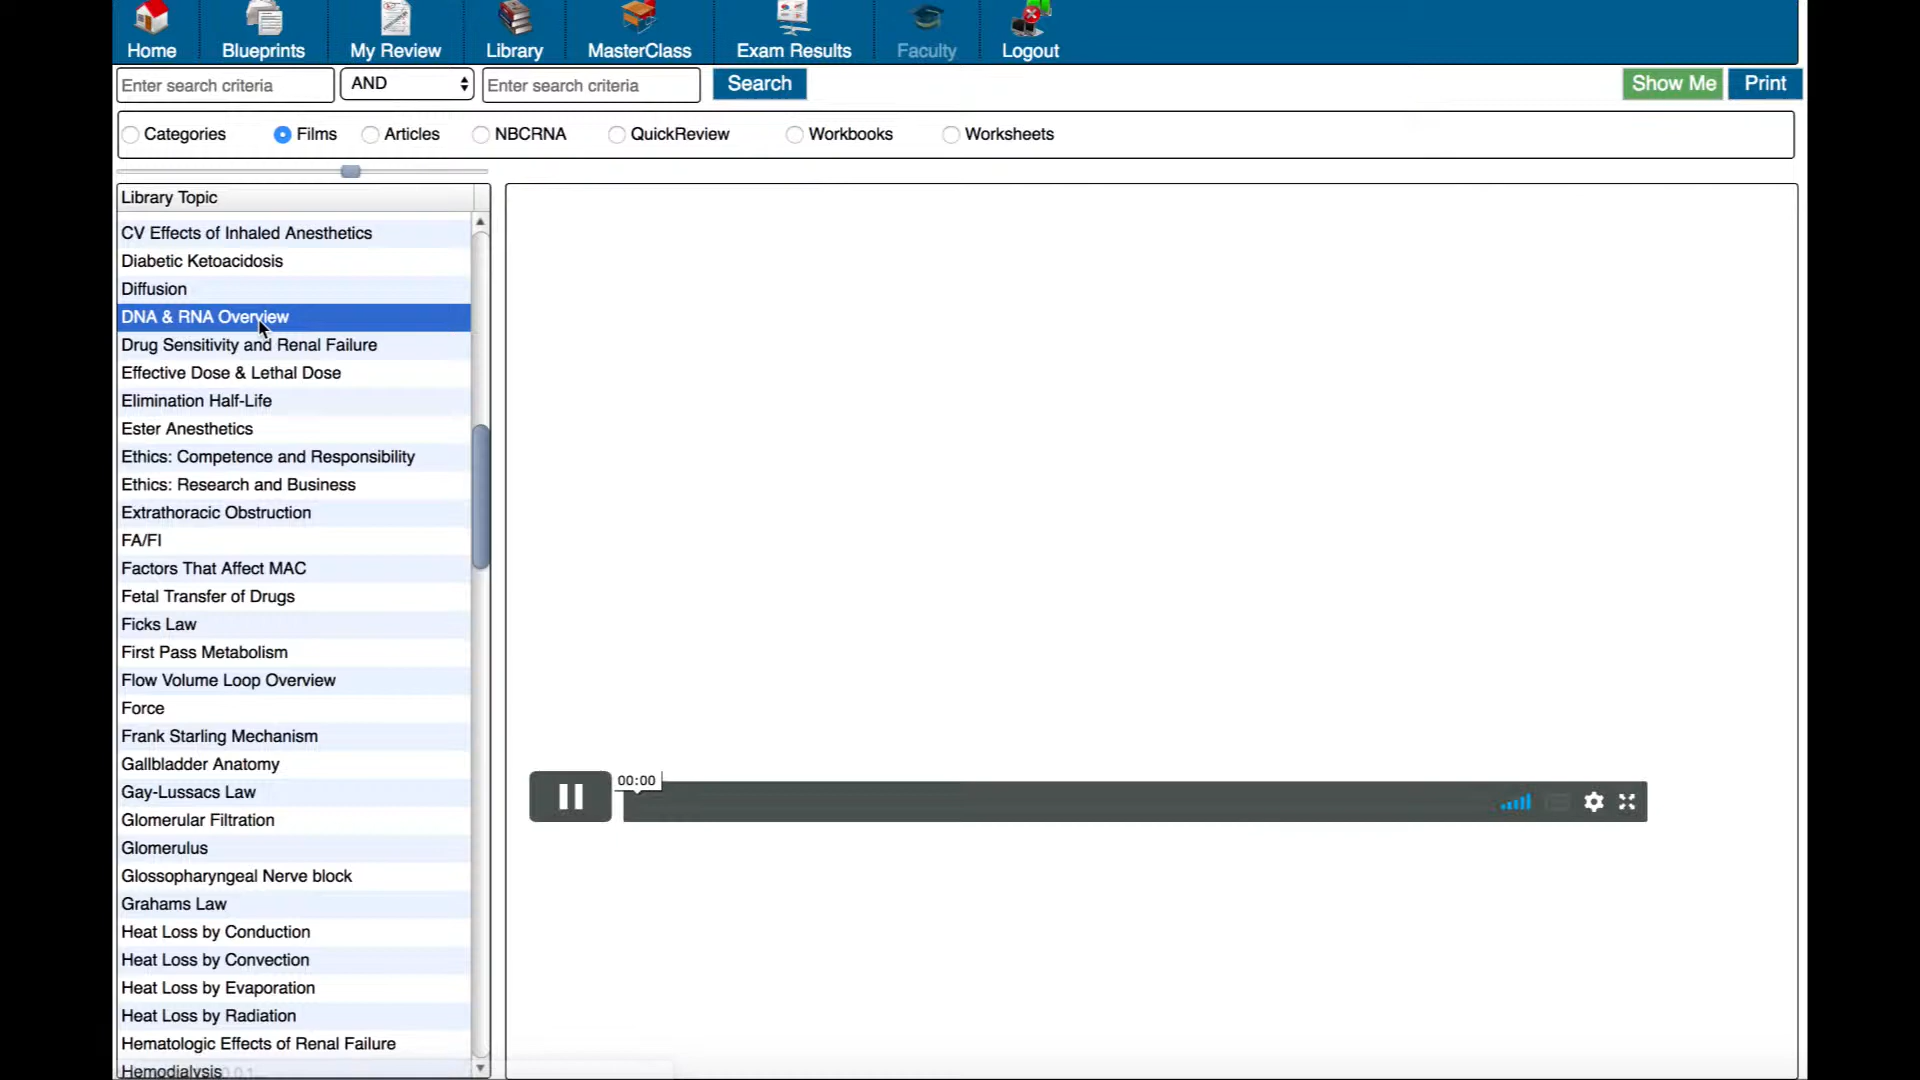 Home Blueprints My Review Library MasterClass Exam Results Faculty Logout
Enter search criteria AND Enter search criteria Search Show Me Print
Categories Films Articles NBCRNA QuickReview Workbooks Worksheets
Library Topic
CV Effects of Inhaled Anesthetics
Diabetic Ketoacidosis
Diffusion
DNA & RNA Overview
Drug Sensitivity and Renal Failure
Effective Dose & Lethal Dose
Elimination Half-Life
Ester Anesthetics
Ethics: Competence and Responsibility
Ethics: Research and Business
Extrathoracic Obstruction
FA/FI
Factors That Affect MAC
Fetal Transfer of Drugs
Ficks Law
First Pass Metabolism
Flow Volume Loop Overview
Force
Frank Starling Mechanism
Gallbladder Anatomy
00:00
Gay-Lussacs Law
Glomerular Filtration
Glomerulus
Glossopharyngeal Nerve block
Grahams Law
Heat Loss by Conduction
Heat Loss by Convection
Heat Loss by Evaporation
Heat Loss by Radiation
Hematologic Effects of Renal Failure
Hemodialysis